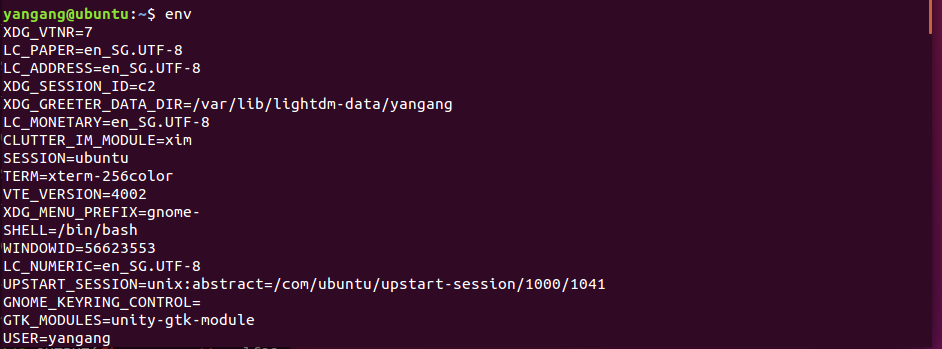 yangang@ubuntu:~$ env
XDG_VTNR=7
LC_PAPER=en_SG.UTF-8
LC_ADDRESS=en_SG.UTF-8
XDG_SESSION_ID=c2
XDG_GREETER_DATA_DIR=/var/lib/lightdm-data/yangang
LC_MONETARY=en_SG.UTF-8
CLUTTER_IM_MODULE=xim
SESSION=ubuntu
TERM=xterm-256color
VTE_VERSION=4002
XDG_MENU_PREFIX=gnome-
SHELL=/bin/bash
WINDOWID=56623553
LC_NUMERIC=en_SG.UTF-8
UPSTART_SESSION=unix:abstract=/com/ubuntu/upstart-session/1000/1041
GNOME_KEYRING_CONTROL=
GTK_MODULES=unity-gtk-module
USER=yangang